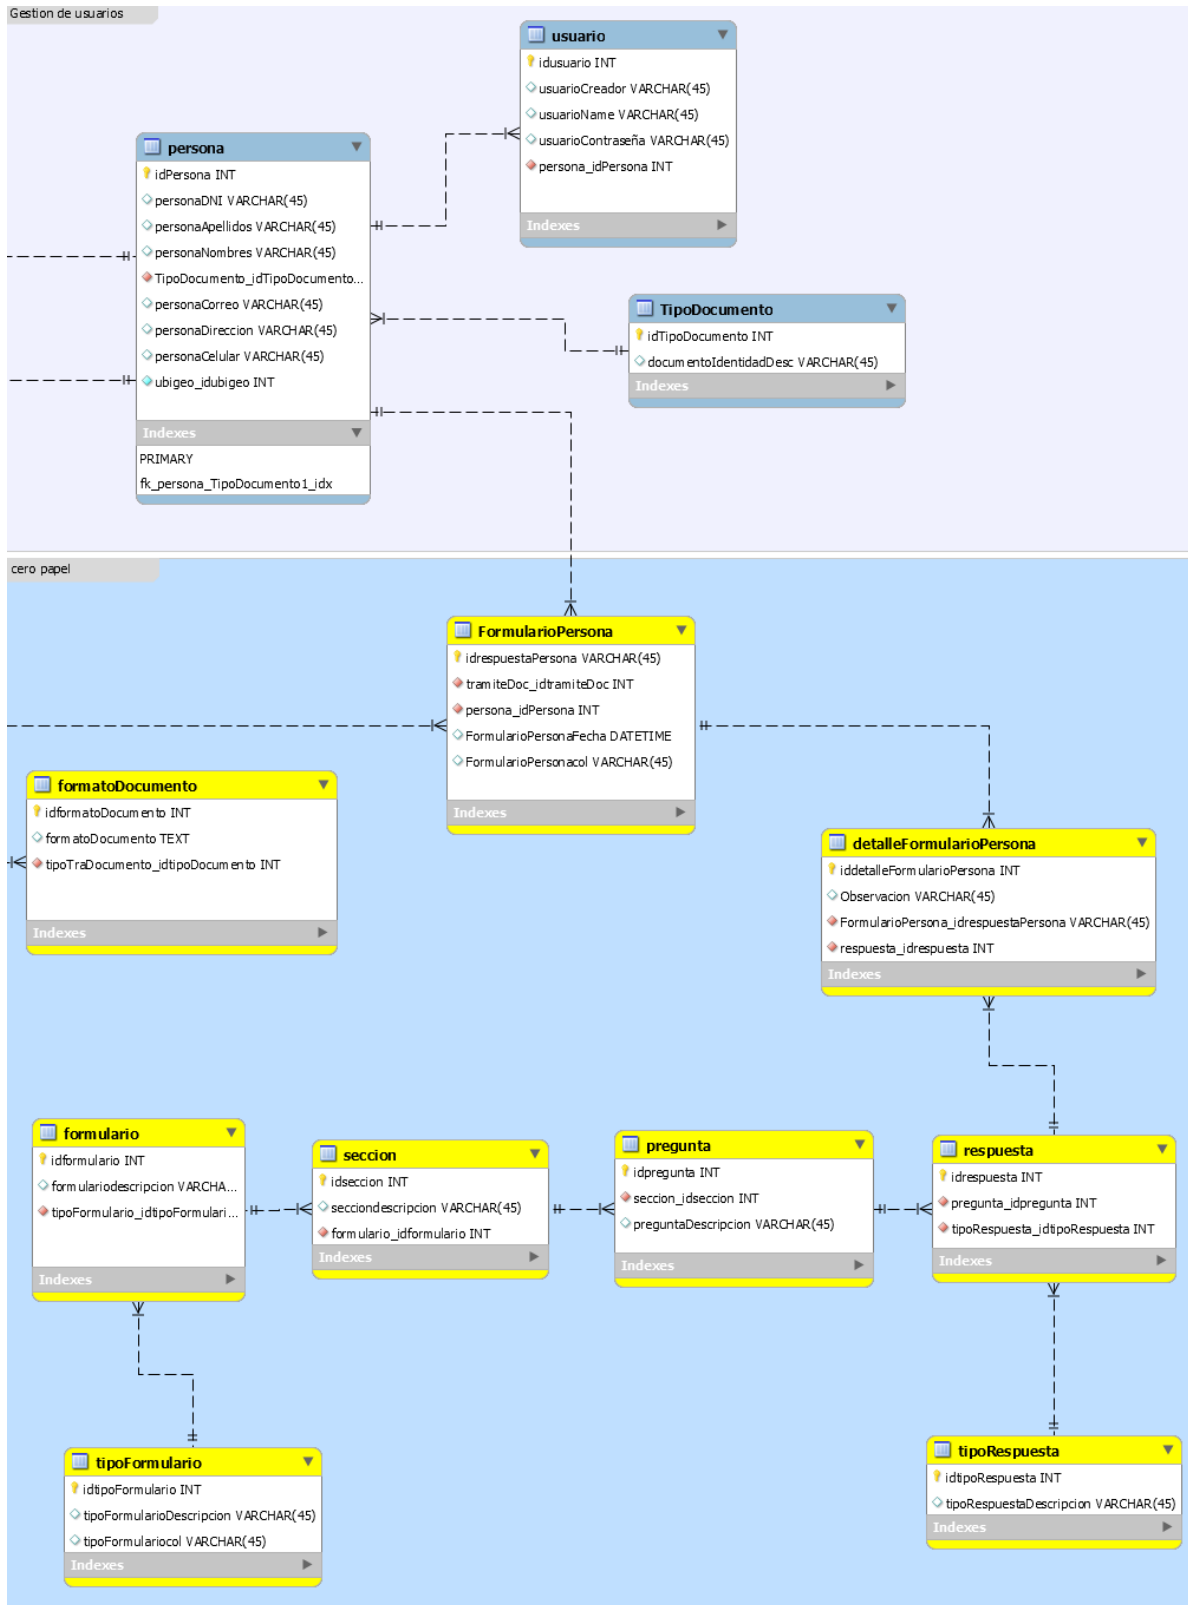 Gestion de usuarios
usuario
idusuario INT
usuarioCreador VARCHAR(45)
usuarioName VARCHAR(45)
usuarioContraseña VARCHAR(45)
persona_idPersona INT
Indexes
persona
idPersona INT
personaDNI VARCHAR(45)
personaApellidos VARCHAR(45)
personaNombres VARCHAR(45)
TipoDocumento_idTipoDocumento...
personaCorreo VARCHAR(45)
personaDireccion VARCHAR(45)
personaCelular VARCHAR(45)
ubigeo_idubigeo INT
Indexes
PRIMARY
fk_persona_TipoDocumento1_idx
TipoDocumento
idTipoDocumento INT
documentoIdentidadDesc VARCHAR(45)
Indexes
cero papel
FormularioPersona
idrespuestaPersona VARCHAR(45)
tramiteDoc_idtramiteDoc INT
persona_idPersona INT
FormularioPersonaFecha DATETIME
FormularioPersonacol VARCHAR(45)
Indexes
formatoDocumento
idformatoDocumento INT
formatoDocumento TEXT
tipoTraDocumento_idtipoDocumento INT
Indexes
detalleFormularioPersona
iddetalleFormularioPersona INT
Observacion VARCHAR(45)
FormularioPersona_idrespuestaPersona VARCHAR(45)
respuesta_idrespuesta INT
Indexes
formulario
idformulario INT
formulariodescripcion VARCHA...
tipoFormulario_idtipoFormulari...
Indexes
seccion
idseccion INT
secciondescripcion VARCHAR(45)
formulario_idformulario INT
Indexes
pregunta
idpregunta INT
seccion_idseccion INT
preguntaDescripcion VARCHAR(45)
Indexes
respuesta
idrespuesta INT
pregunta_idpregunta INT
tipoRespuesta_idtipoRespuesta INT
Indexes
tipoFormulario
idtipoFormulario INT
tipoFormularioDescripcion VARCHAR(45)
tipoFormulariocol VARCHAR(45)
Indexes
tipoRespuesta
idtipoRespuesta INT
tipoRespuestaDescripcion VARCHAR(45)
Indexes